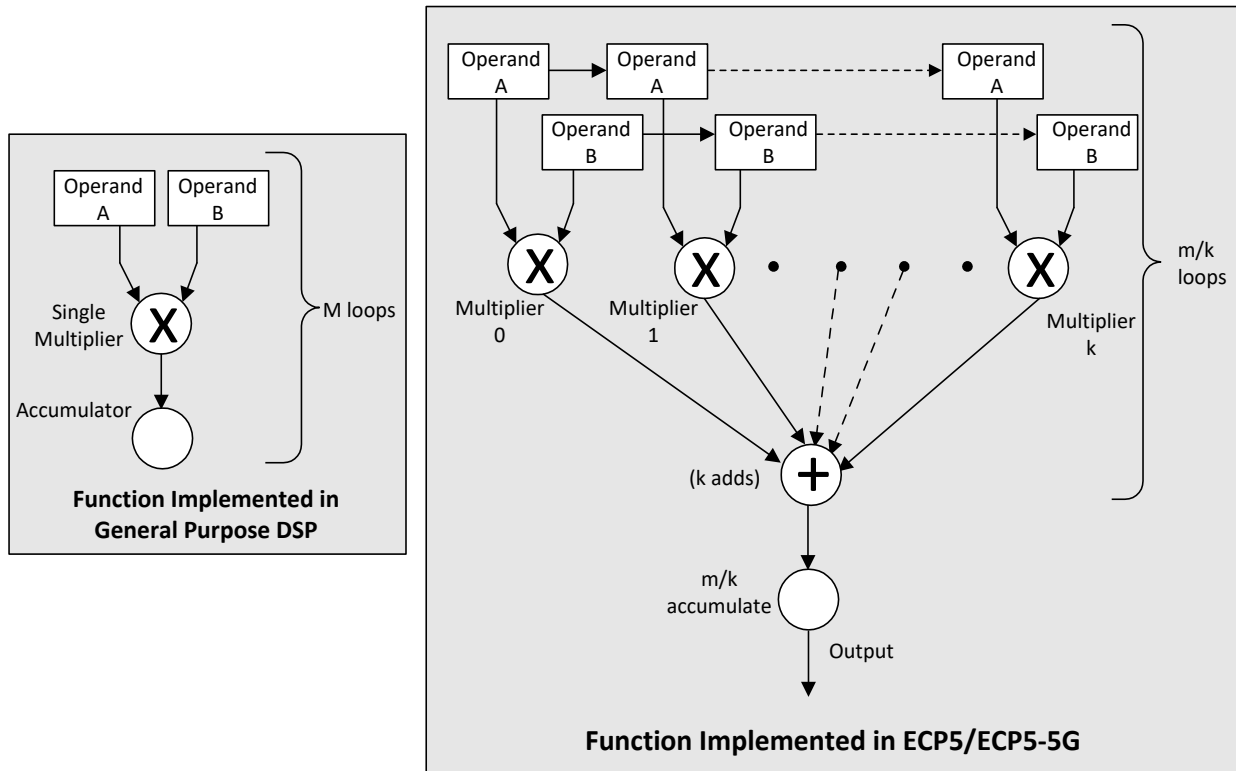 Operand
A
Operand
B
Single
Multiplier
X
M loops
Accumulator
Function Implemented in
General Purpose DSP
Operand
A
Operand
A
Operand
A
Operand
B
Operand
B
Operand
B
X
X
X
Multiplier
0
Multiplier
1
Multiplier
k
m/k
loops
(k adds)
+
m/k
accumulate
Output
Function Implemented in ECP5/ECP5-5G